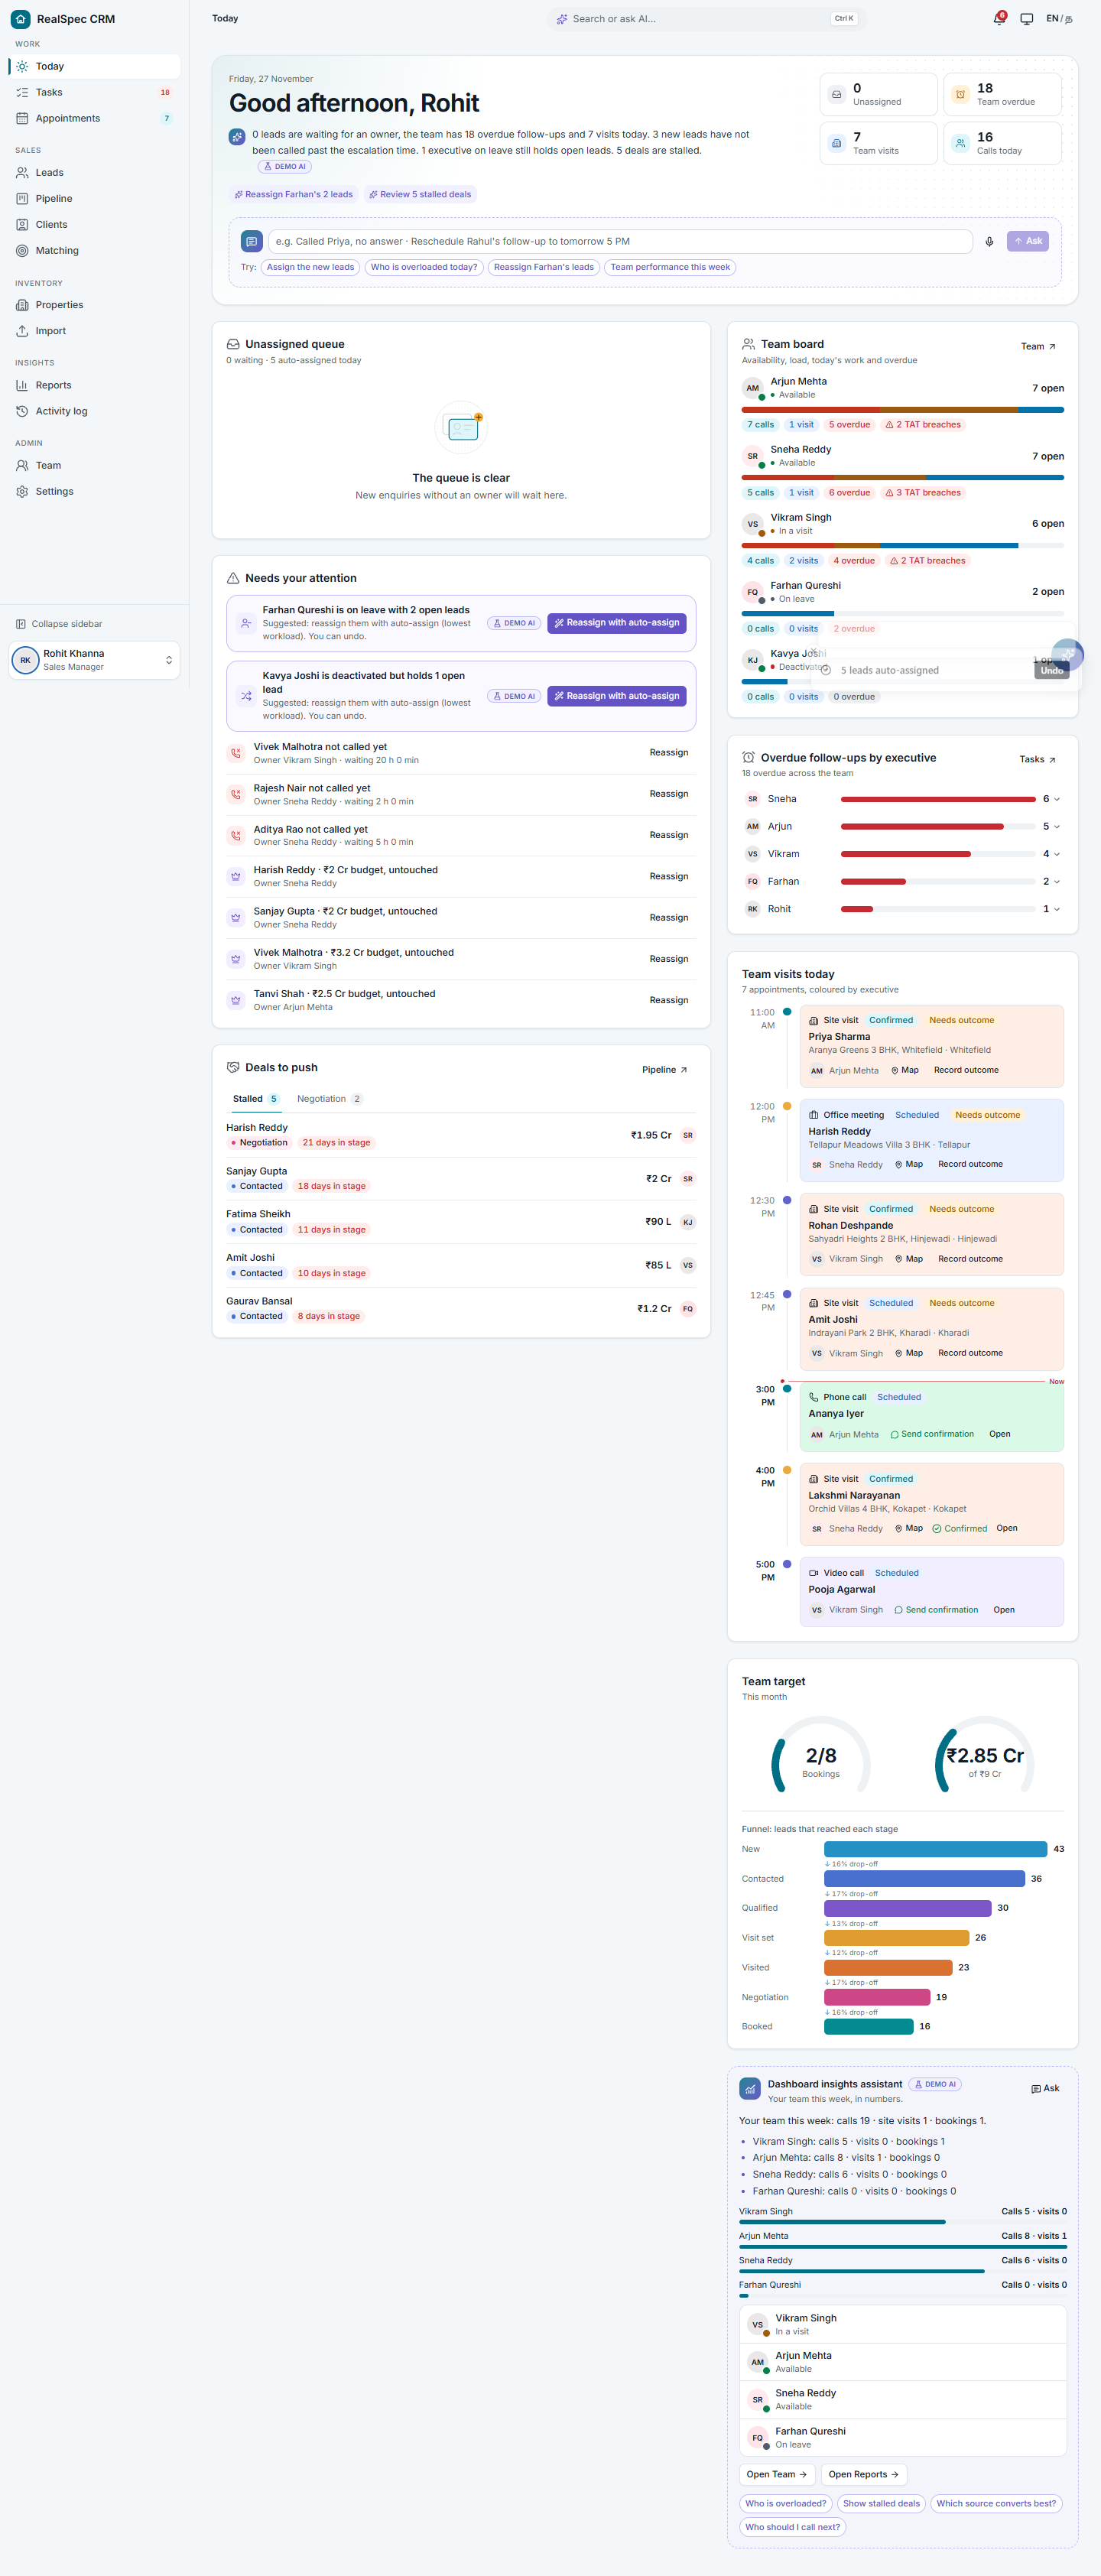 RealSpec CRM
WORK
Today
Tasks 18
Appointments 7
SALES
Leads
Pipeline
Clients
Matching
INVENTORY
Properties
Import
INSIGHTS
Reports
Activity log
ADMIN
Team
Settings
Collapse sidebar
RK Rohit Khanna
Sales Manager
Today
Search or ask AI... Ctrl K
6
EN / த
Friday, 27 November
Good afternoon, Rohit
0 leads are waiting for an owner, the team has 18 overdue follow-ups and 7 visits today. 3 new leads have not
been called past the escalation time. 1 executive on leave still holds open leads. 5 deals are stalled.
DEMO AI
Reassign Farhan's 2 leads
Review 5 stalled deals
0 Unassigned
18 Team overdue
7 Team visits
16 Calls today
e.g. Called Priya, no answer · Reschedule Rahul's follow-up to tomorrow 5 PM
Ask
Try: Assign the new leads Who is overloaded today? Reassign Farhan's leads Team performance this week
Unassigned queue
0 waiting · 5 auto-assigned today
The queue is clear
New enquiries without an owner will wait here.
Needs your attention
Farhan Qureshi is on leave with 2 open leads
Suggested: reassign them with auto-assign (lowest
workload). You can undo.
DEMO AI Reassign with auto-assign
Kavya Joshi is deactivated but holds 1 open
lead
Suggested: reassign them with auto-assign (lowest
workload). You can undo.
DEMO AI Reassign with auto-assign
Vivek Malhotra not called yet
Owner Vikram Singh · waiting 20 h 0 min
Reassign
Rajesh Nair not called yet
Owner Sneha Reddy · waiting 2 h 0 min
Reassign
Aditya Rao not called yet
Owner Sneha Reddy · waiting 5 h 0 min
Reassign
Harish Reddy · ₹2 Cr budget, untouched
Owner Sneha Reddy
Reassign
Sanjay Gupta · ₹2 Cr budget, untouched
Owner Sneha Reddy
Reassign
Vivek Malhotra · ₹3.2 Cr budget, untouched
Owner Vikram Singh
Reassign
Tanvi Shah · ₹2.5 Cr budget, untouched
Owner Arjun Mehta
Reassign
Deals to push
Pipeline
Stalled 5 Negotiation 2
Harish Reddy
Negotiation 21 days in stage
₹1.95 Cr SR
Sanjay Gupta
Contacted 18 days in stage
₹2 Cr SR
Fatima Sheikh
Contacted 11 days in stage
₹90 L KJ
Amit Joshi
Contacted 10 days in stage
₹85 L VS
Gaurav Bansal
Contacted 8 days in stage
₹1.2 Cr FQ
Team board
Team
Availability, load, today's work and overdue
AM Arjun Mehta
Available
7 open
7 calls 1 visit 5 overdue 2 TAT breaches
SR Sneha Reddy
Available
7 open
5 calls 1 visit 6 overdue 3 TAT breaches
VS Vikram Singh
In a visit
6 open
4 calls 2 visits 4 overdue 2 TAT breaches
FQ Farhan Qureshi
On leave
2 open
0 calls 0 visits 2 overdue
KJ Kavya Joshi
Deactivated
1 open
0 calls 0 visits 0 overdue
5 leads auto-assigned
Undo
Overdue follow-ups by executive
Tasks
18 overdue across the team
SR Sneha 6
AM Arjun 5
VS Vikram 4
FQ Farhan 2
RK Rohit 1
Team visits today
7 appointments, coloured by executive
11:00
AM
Site visit Confirmed Needs outcome
Priya Sharma
Aranya Greens 3 BHK, Whitefield · Whitefield
AM Arjun Mehta Map Record outcome
12:00
PM
Office meeting Scheduled Needs outcome
Harish Reddy
Tellapur Meadows Villa 3 BHK · Tellapur
SR Sneha Reddy Map Record outcome
12:30
PM
Site visit Confirmed Needs outcome
Rohan Deshpande
Sahyadri Heights 2 BHK, Hinjewadi · Hinjewadi
VS Vikram Singh Map Record outcome
12:45
PM
Site visit Scheduled Needs outcome
Amit Joshi
Indrayani Park 2 BHK, Kharadi · Kharadi
VS Vikram Singh Map Record outcome
Now
3:00
PM
Phone call Scheduled
Ananya Iyer
AM Arjun Mehta Send confirmation Open
4:00
PM
Site visit Confirmed
Lakshmi Narayanan
Orchid Villas 4 BHK, Kokapet · Kokapet
SR Sneha Reddy Map Confirmed Open
5:00
PM
Video call Scheduled
Pooja Agarwal
VS Vikram Singh Send confirmation Open
Team target
This month
2/8
Bookings
₹2.85 Cr
of ₹9 Cr
Funnel: leads that reached each stage
New 43
↓ 16% drop-off
Contacted 36
↓ 17% drop-off
Qualified 30
↓ 13% drop-off
Visit set 26
↓ 12% drop-off
Visited 23
↓ 17% drop-off
Negotiation 19
↓ 16% drop-off
Booked 16
Dashboard insights assistant DEMO AI
Your team this week, in numbers.
Ask
Your team this week: calls 19 · site visits 1 · bookings 1.
• Vikram Singh: calls 5 · visits 0 · bookings 1
• Arjun Mehta: calls 8 · visits 1 · bookings 0
• Sneha Reddy: calls 6 · visits 0 · bookings 0
• Farhan Qureshi: calls 0 · visits 0 · bookings 0
Vikram Singh Calls 5 · visits 0
Arjun Mehta Calls 8 · visits 1
Sneha Reddy Calls 6 · visits 0
Farhan Qureshi Calls 0 · visits 0
VS Vikram Singh
In a visit
AM Arjun Mehta
Available
SR Sneha Reddy
Available
FQ Farhan Qureshi
On leave
Open Team → Open Reports →
Who is overloaded? Show stalled deals Which source converts best?
Who should I call next?